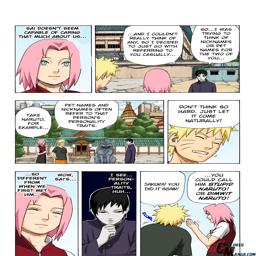 SAI DOESN'T SEEM
CAPABLE OF CARING
THAT MUCH ABOUT US...
...AND I COULDN'T
REALLY THINK OF
ANY, SO I DECIDED
TO JUST GO WITH
REFERRING TO
YOU CASUALLY...
SO...I WAS
TRYING TO
THINK OF
NICKNAMES
OR PET
NAMES FOR
THE TWO OF
YOU...
TAKE
NARUTO,
FOR
EXAMPLE...
PET NAMES AND
NICKNAMES OFTEN
REFER TO THAT
PERSON'S
PERSONALITY
TRAITS.
DON'T THINK SO
HARD. JUST LET
IT COME
NATURALLY!
...SO
DIFFERENT
FROM
WHEN WE
FIRST MET
HIM...
WOW,
SAI'S...
I SEE...
PERSON-
ALITY
TRAITS,
HUH...
SAKURA! YOU
DID IT AGAIN!
YOU
COULD CALL
HIM STUPID
NARUTO! OR
DIMWIT
NARUTO!